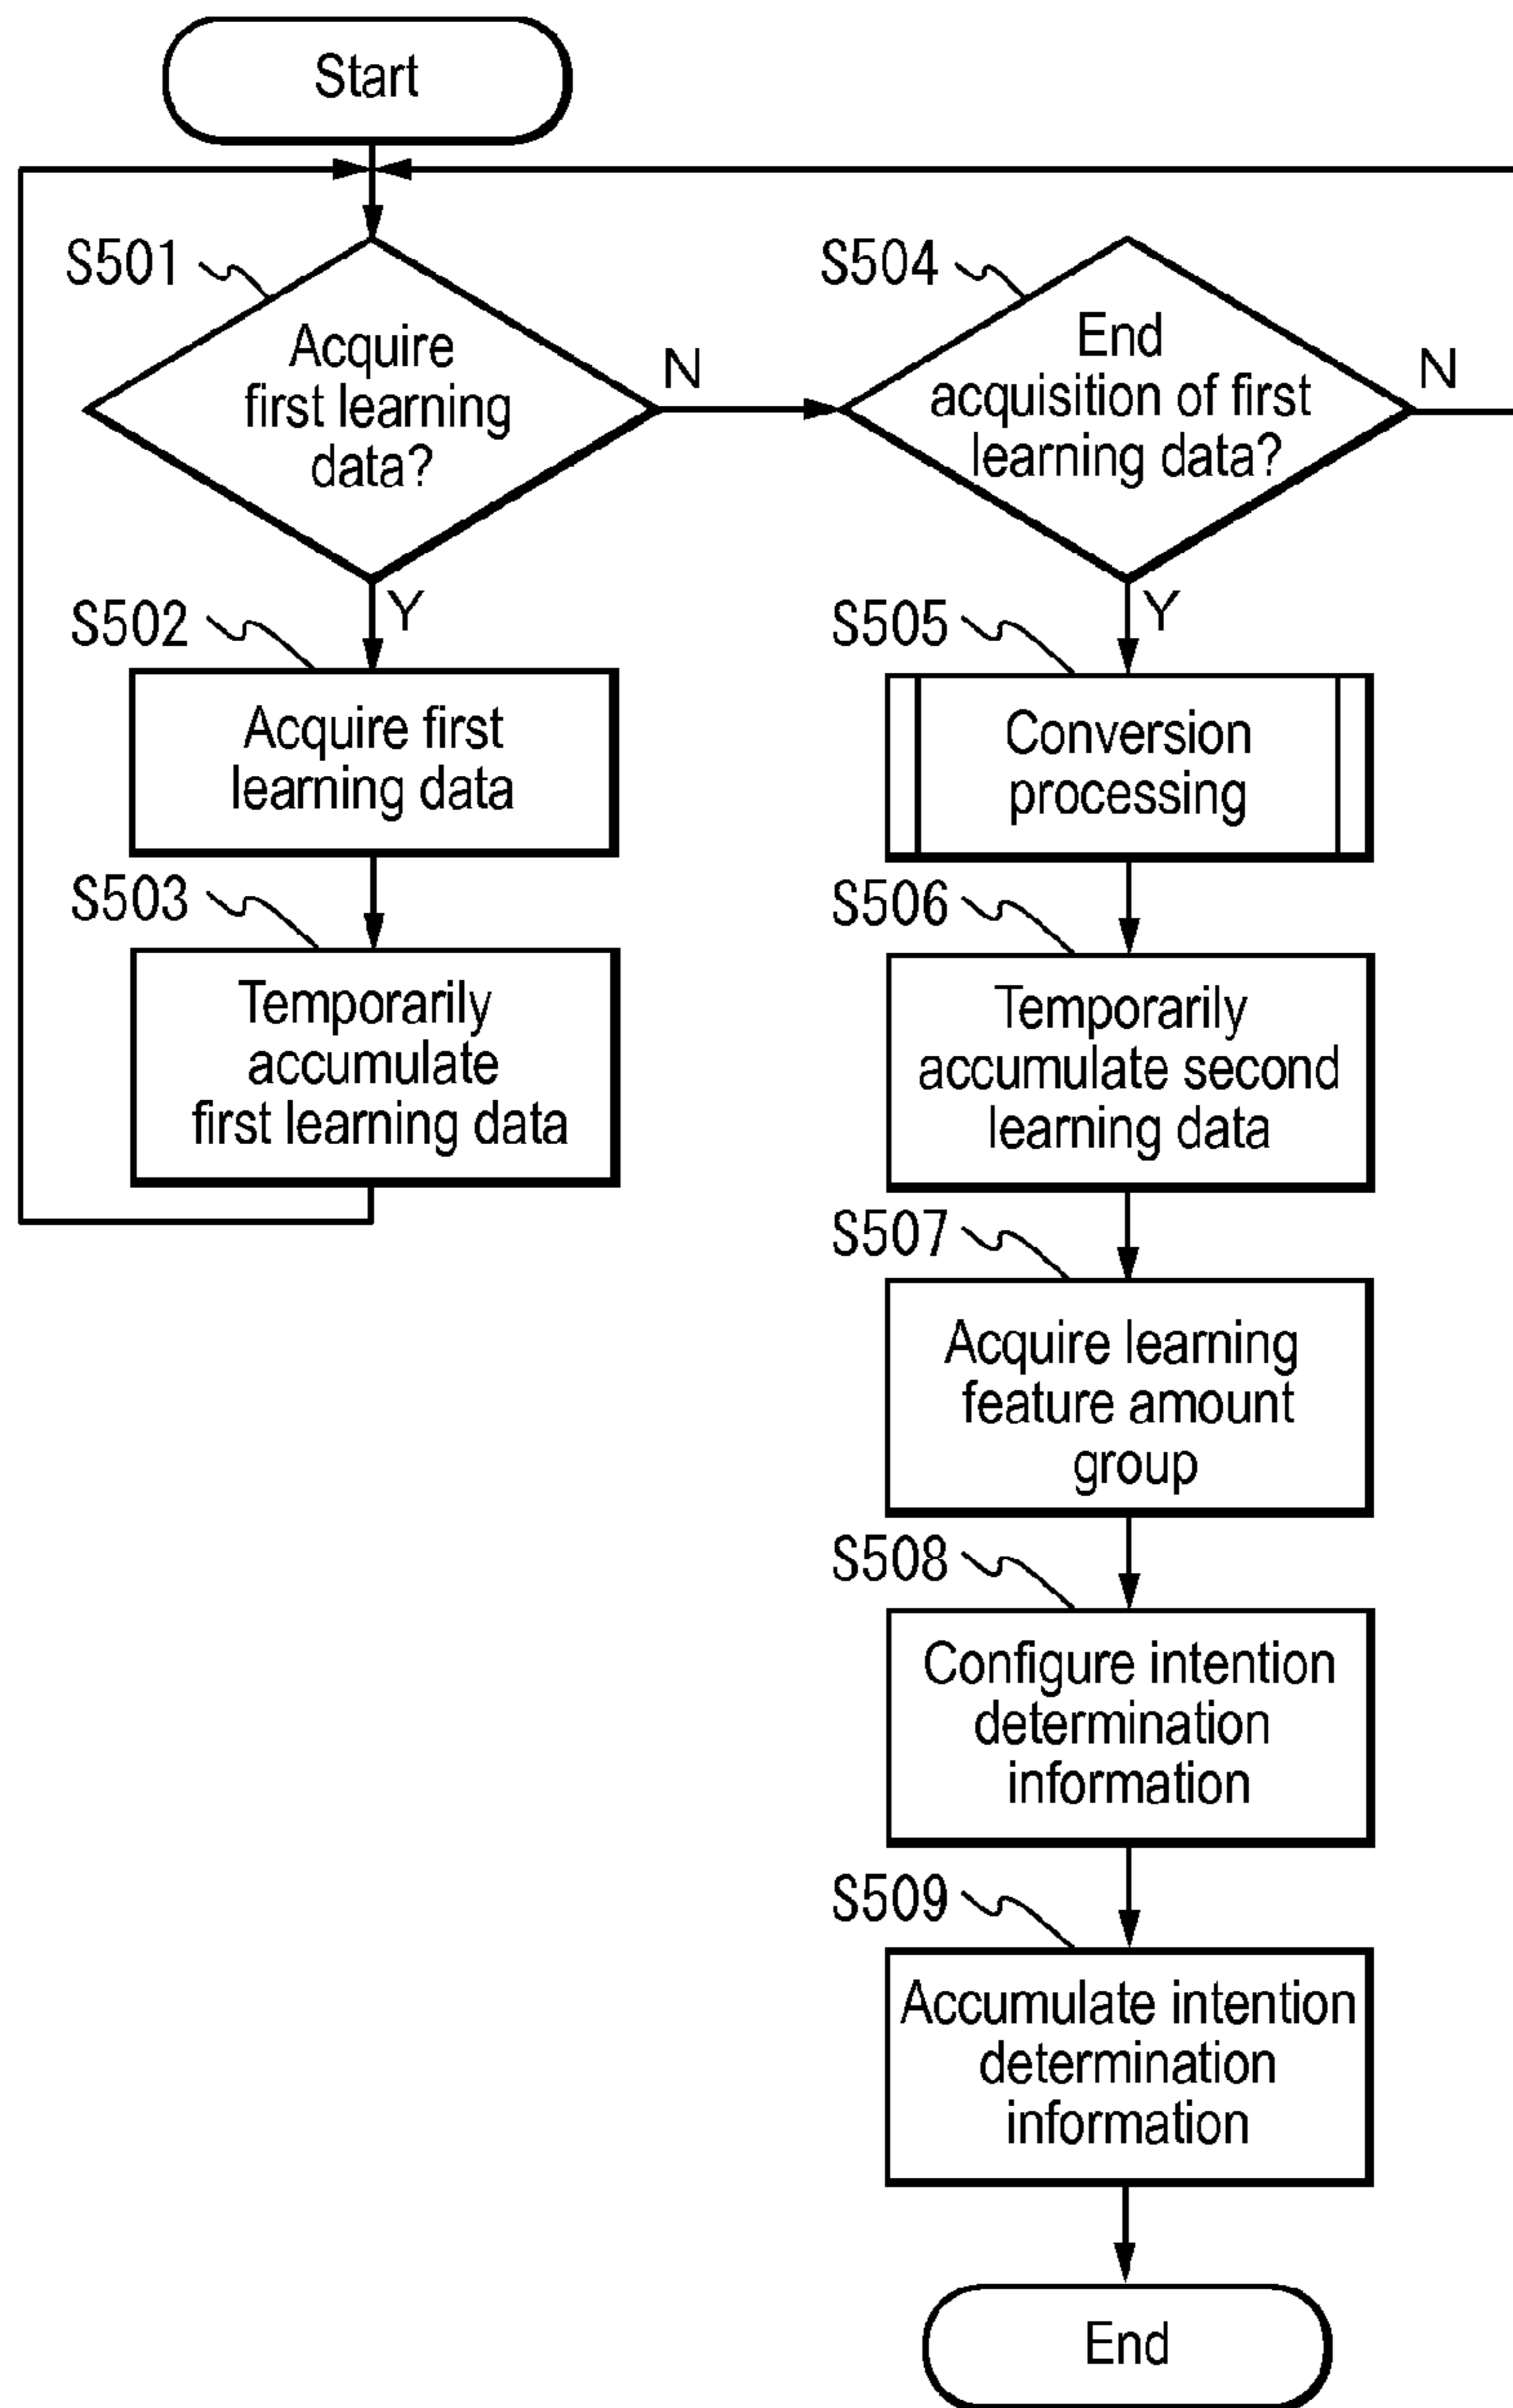 Start
S501
Acquire
first learning
data?
N
Y
S502
Acquire first
learning data
S503
Temporarily
accumulate
first learning data
S504
End
acquisition of first
learning data?
N
Y
S505
Conversion
processing
S506
Temporarily
accumulate second
learning data
S507
Acquire learning
feature amount
group
S508
Configure intention
determination
information
S509
Accumulate intention
determination
information
End